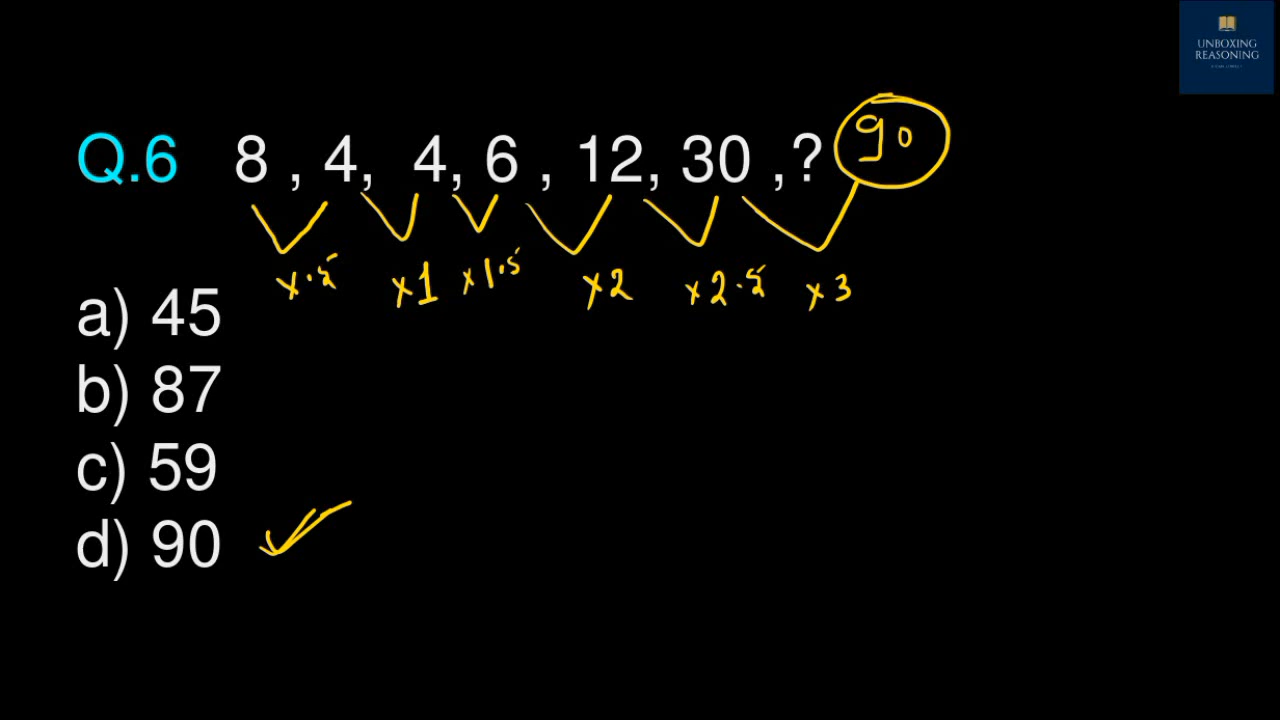 UNBOXING
REASONING
Q.6 8 , 4, 4, 6 , 12, 30 ,? 90
x.5 x1 x1.5 x2 x2.5 x3
a) 45
b) 87
c) 59
d) 90